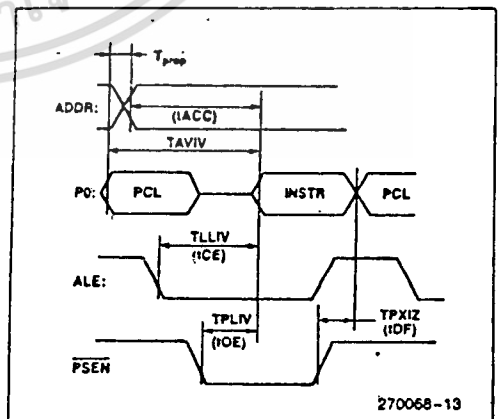 Tprop
ADDR:
(tACC)
TAVIV
P0: PCL INSTR PCL
TLLIV
(tCE)
ALE:
TPLIV
(tOE)
TPXIZ
(tDF)
PSEN
270068-13